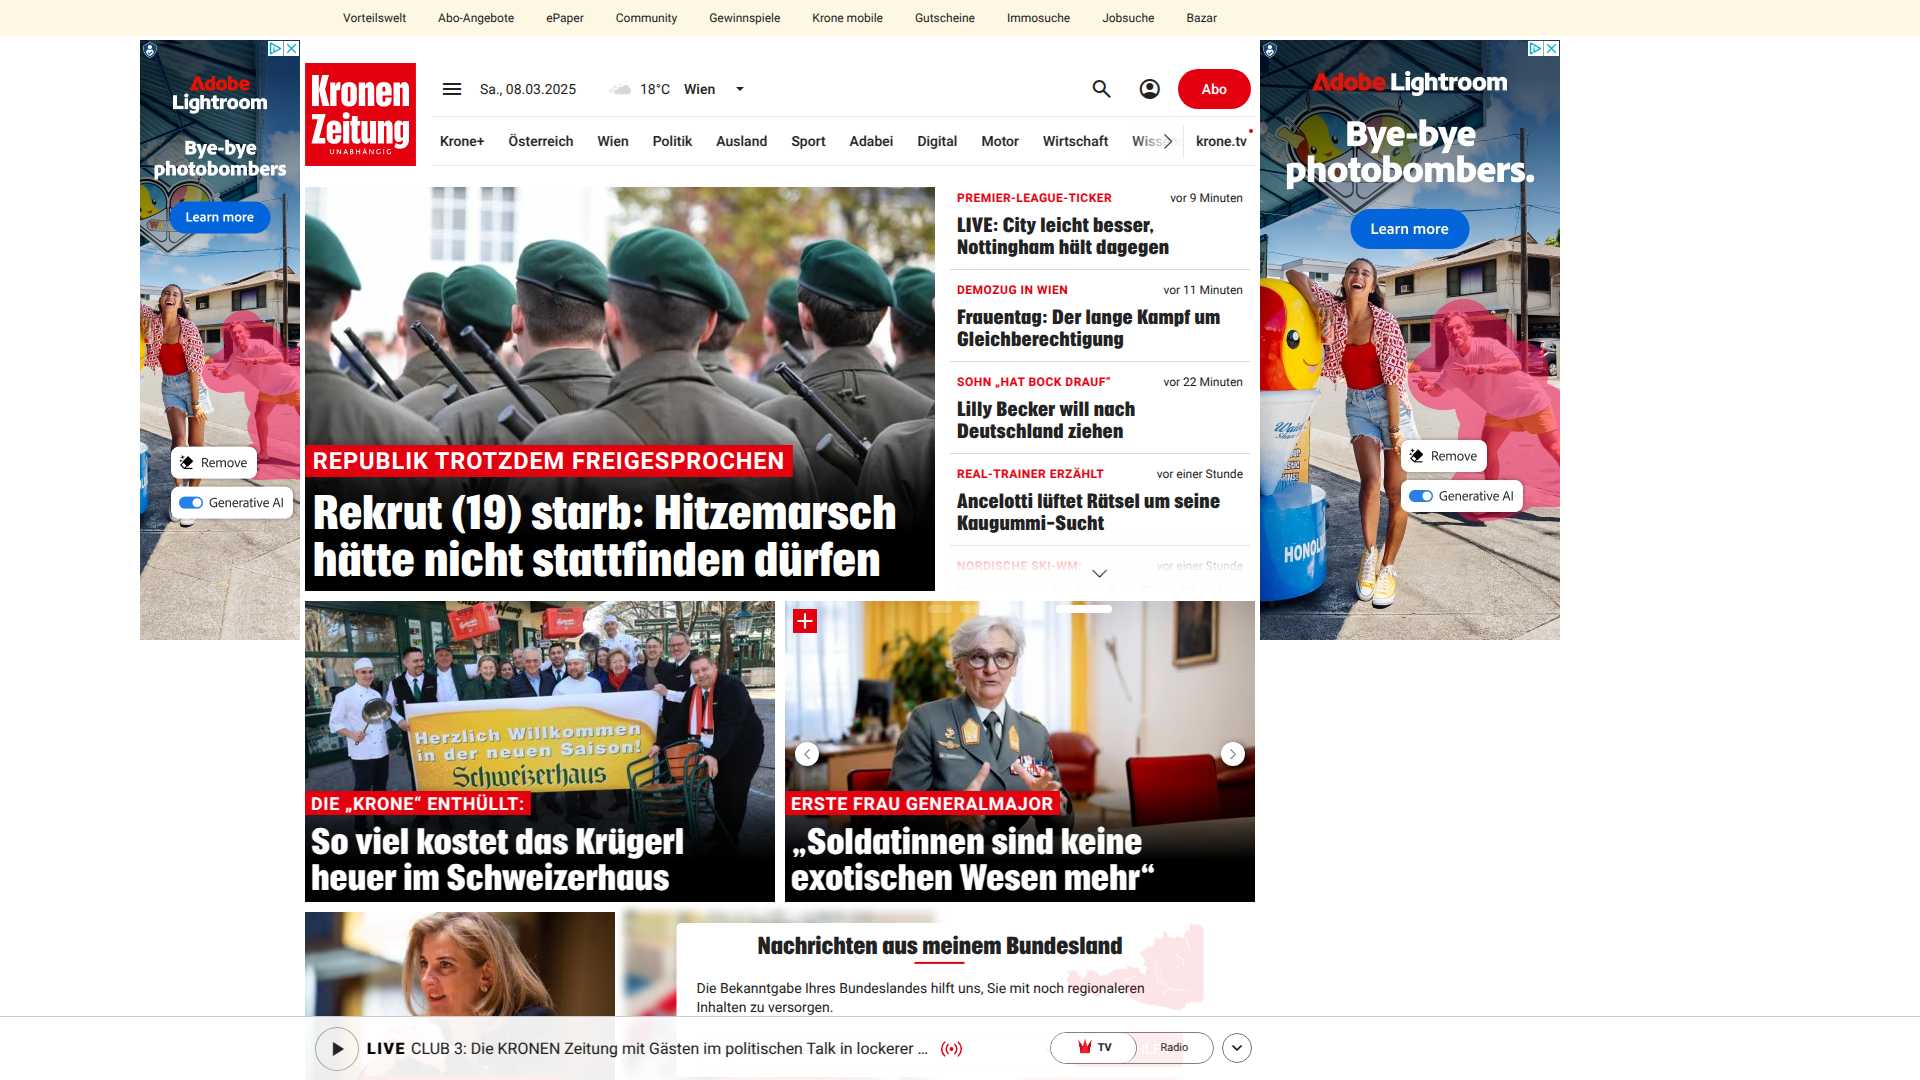 Vorteilswelt
Abo-Angebote
ePaper
Community
Gewinnspiele
Krone mobile
Gutscheine
Immosuche
Jobsuche
Bazar
Adobe
Lightroom
Bye-bye
photobombers
Learn more
Remove
Generative AI
Kronen
Zeitung
UNABHÄNGIG
Sa., 08.03.2025
18°C
Wien
Abo
Krone+
Österreich
Wien
Politik
Ausland
Sport
Adabei
Digital
Motor
Wirtschaft
krone.tv
REPUBLIK TROTZDEM FREIGESPROCHEN
Rekrut (19) starb: Hitzemarsch
hätte nicht stattfinden dürfen
PREMIER-LEAGUE-TICKER
vor 9 Minuten
LIVE: City leicht besser,
Nottingham hält dagegen
DEMOZUG IN WIEN
vor 11 Minuten
Frauentag: Der lange Kampf um
Gleichberechtigung
SOHN „HAT BOCK DRAUF“
vor 22 Minuten
Lilly Becker will nach
Deutschland ziehen
REAL-TRAINER ERZÄHLT
vor einer Stunde
Ancelotti lüftet Rätsel um seine
Kaugummi-Sucht
NORDISCHE SKI-WM:
vor einer Stunde
Adobe Lightroom
Bye-bye
photobombers.
Learn more
Remove
Generative AI
Herzlich Willkommen
in der neuen Saison!
Schweizerhaus
DIE „KRONE“ ENTHÜLLT:
So viel kostet das Krügerl
heuer im Schweizerhaus
ERSTE FRAU GENERALMAJOR
„Soldatinnen sind keine
exotischen Wesen mehr“
Nachrichten aus meinem Bundesland
Die Bekanntgabe Ihres Bundeslandes hilft uns, Sie mit noch regionaleren
Inhalten zu versorgen.
LIVE CLUB 3: Die KRONEN Zeitung mit Gästen im politischen Talk in lockerer ...
TV
Radio